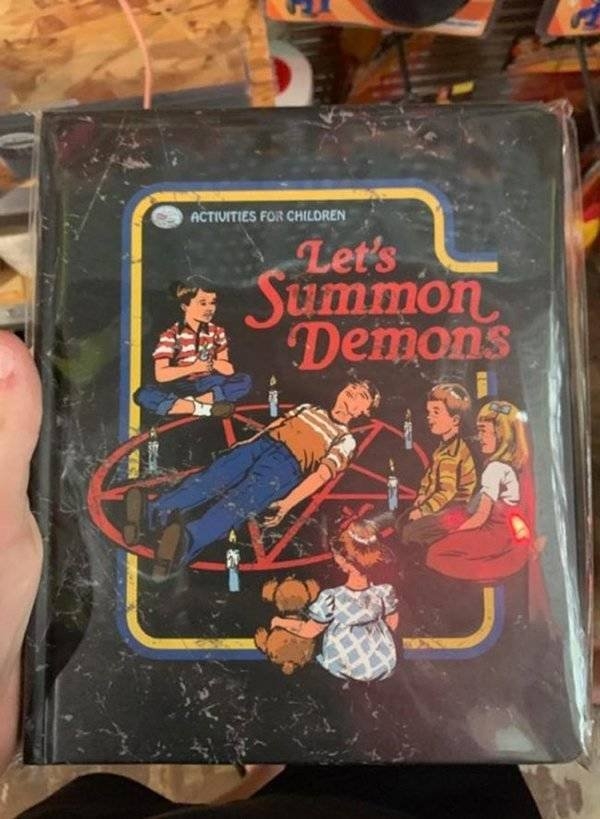 ACTIVITIES FOR CHILDREN
Let's
Summon
Demons